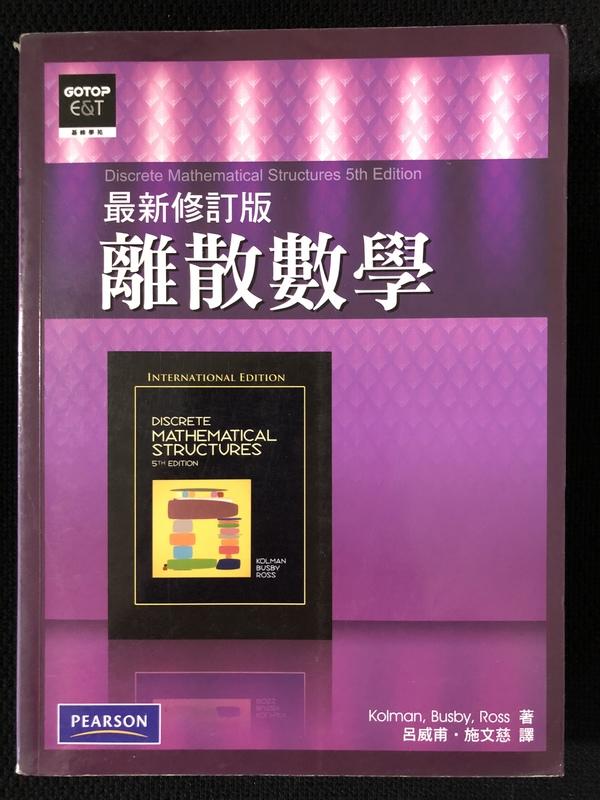 GOTOP
E&T
基峰學苑
Discrete Mathematical Structures 5th Edition
最新修訂版
離散數學
INTERNATIONAL EDITION
DISCRETE
MATHEMATICAL
STRUCTURES
5TH EDITION
KOLMAN
BUSBY
ROSS
PEARSON
Kolman, Busby, Ross 著
呂威甫·施文慈 譯